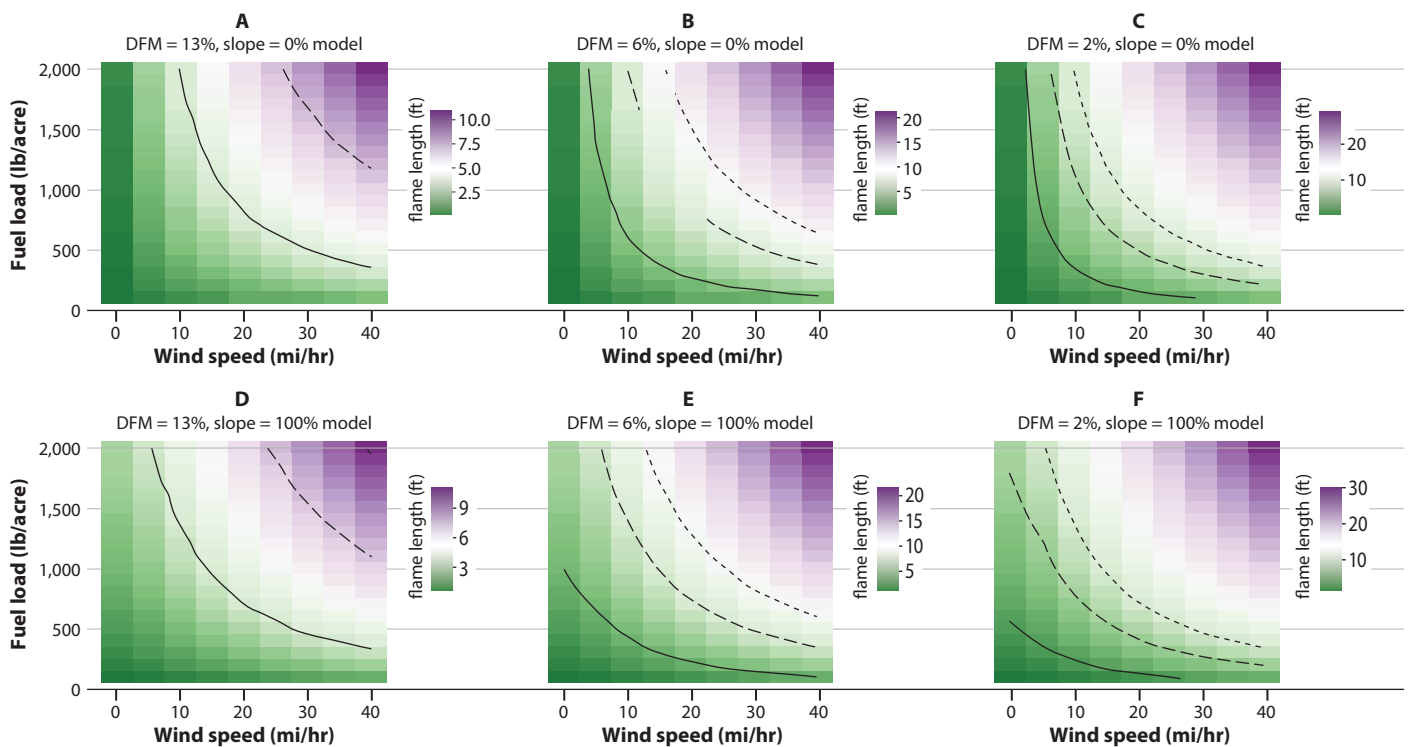 A
DFM = 13%, slope = 0% model
B
DFM = 6%, slope = 0% model
C
DFM = 2%, slope = 0% model
Fuel load (lb/acre)
2,000
1,500
1,000
500
0
0 10 20 30 40
Wind speed (mi/hr)
flame length (ft)
10.0
7.5
5.0
2.5
0 10 20 30 40
Wind speed (mi/hr)
flame length (ft)
20
15
10
5
0 10 20 30 40
Wind speed (mi/hr)
flame length (ft)
20
10
D
DFM = 13%, slope = 100% model
E
DFM = 6%, slope = 100% model
F
DFM = 2%, slope = 100% model
Fuel load (lb/acre)
2,000
1,500
1,000
500
0
0 10 20 30 40
Wind speed (mi/hr)
flame length (ft)
9
6
3
0 10 20 30 40
Wind speed (mi/hr)
flame length (ft)
20
15
10
5
0 10 20 30 40
Wind speed (mi/hr)
flame length (ft)
30
20
10